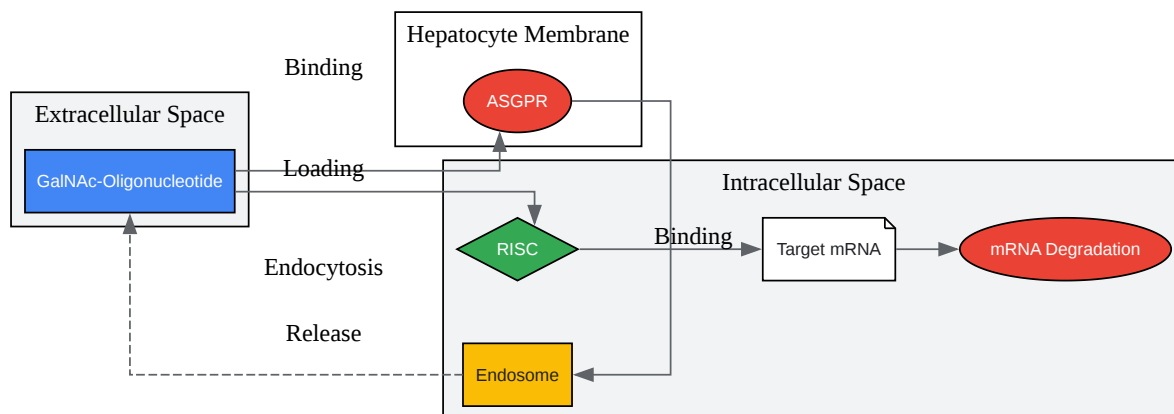 Hepatocyte Membrane
Binding
ASGPR
Extracellular Space
GalNAc-Oligonucleotide
Loading
Intracellular Space
RISC
Binding
Target mRNA
mRNA Degradation
Endocytosis
Release
Endosome